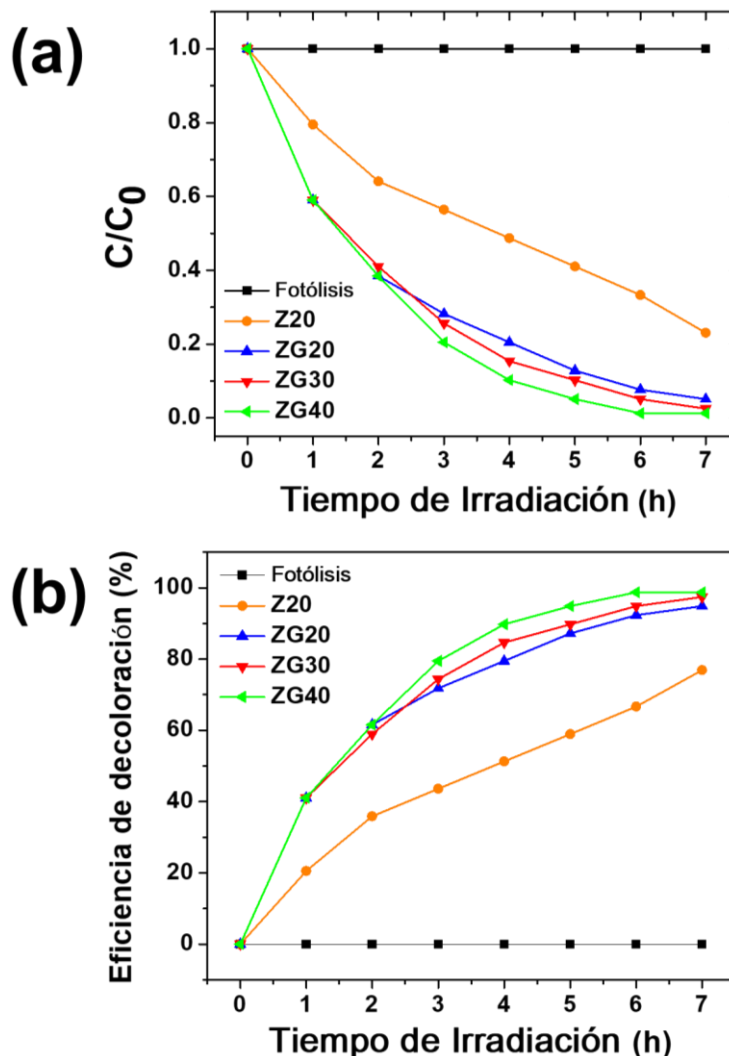 (a)
C/C0
1.0
0.8
0.6
0.4
0.2
0.0
Fotólisis
Z20
ZG20
ZG30
ZG40
0 1 2 3 4 5 6 7
Tiempo de Irradiación (h)
(b)
Eficiencia de decoloración (%)
100
80
60
40
20
0
Fotólisis
Z20
ZG20
ZG30
ZG40
0 1 2 3 4 5 6 7
Tiempo de Irradiación (h)